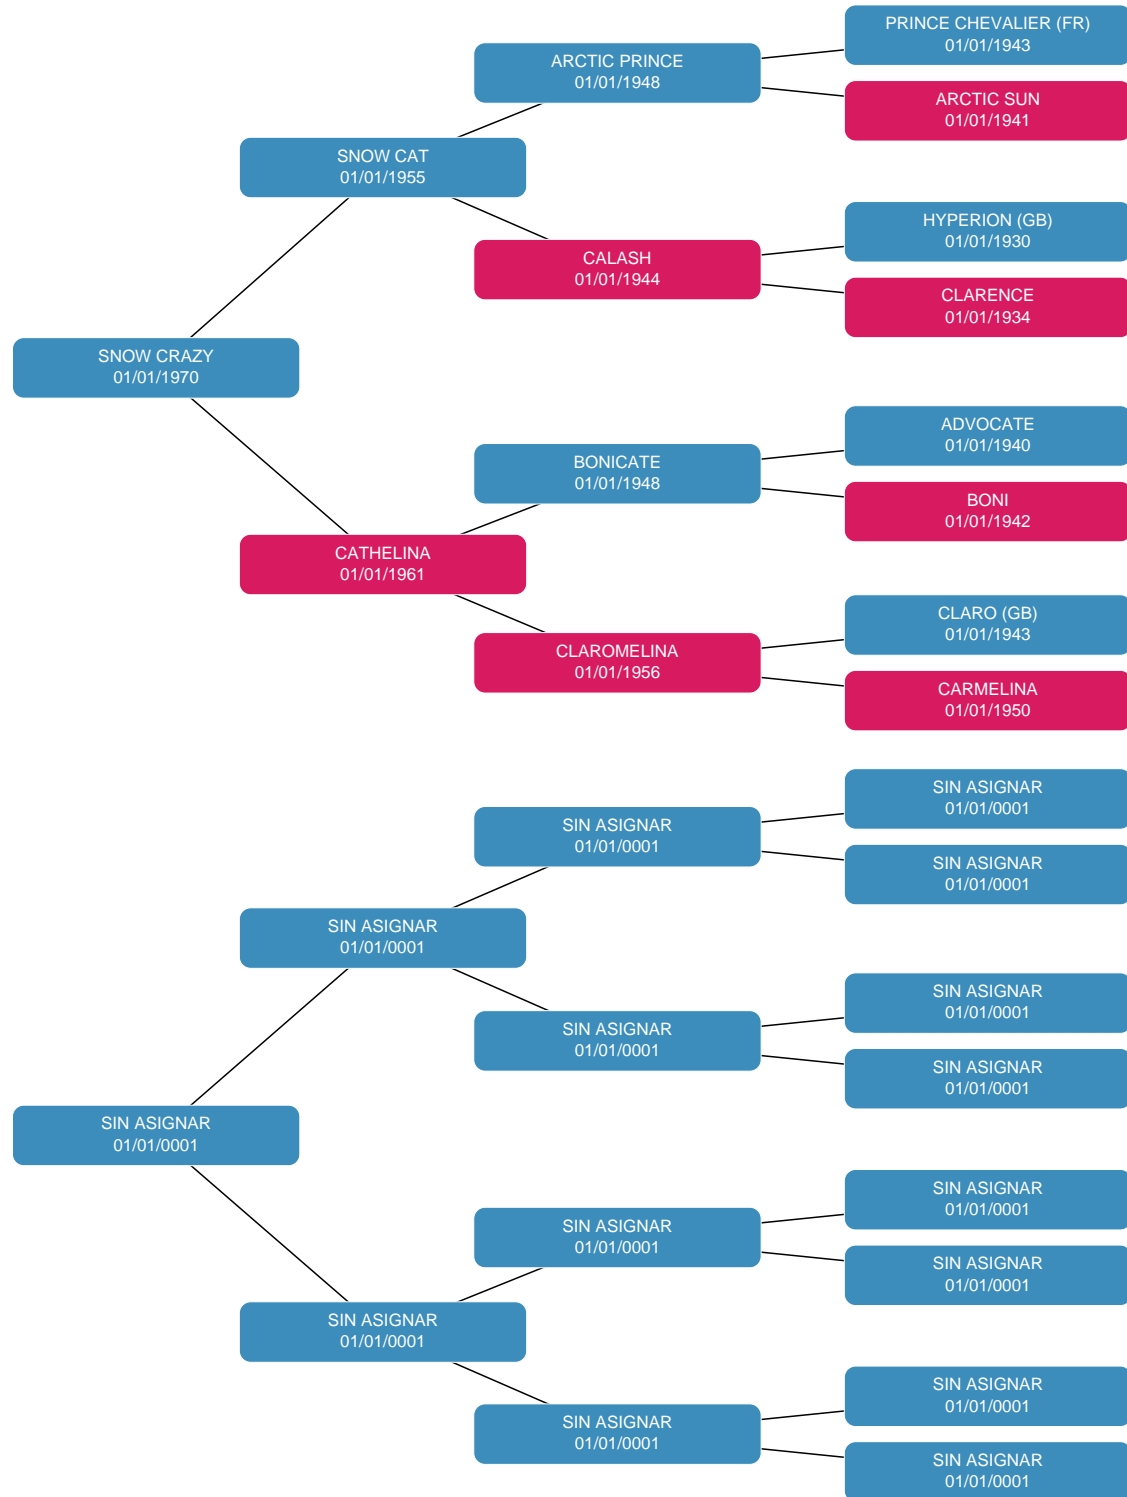 PRINCE CHEVALIER (FR)
01/01/1943
ARCTIC PRINCE
01/01/1948
ARCTIC SUN
01/01/1941
SNOW CAT
01/01/1955
HYPERION (GB)
01/01/1930
CALASH
01/01/1944
CLARENCE
01/01/1934
SNOW CRAZY
01/01/1970
ADVOCATE
01/01/1940
BONICATE
01/01/1948
BONI
01/01/1942
CATHELINA
01/01/1961
CLARO (GB)
01/01/1943
CLAROMELINA
01/01/1956
CARMELINA
01/01/1950
SIN ASIGNAR
01/01/0001
SIN ASIGNAR
01/01/0001
SIN ASIGNAR
01/01/0001
SIN ASIGNAR
01/01/0001
SIN ASIGNAR
01/01/0001
SIN ASIGNAR
01/01/0001
SIN ASIGNAR
01/01/0001
SIN ASIGNAR
01/01/0001
SIN ASIGNAR
01/01/0001
SIN ASIGNAR
01/01/0001
SIN ASIGNAR
01/01/0001
SIN ASIGNAR
01/01/0001
SIN ASIGNAR
01/01/0001
SIN ASIGNAR
01/01/0001
SIN ASIGNAR
01/01/0001